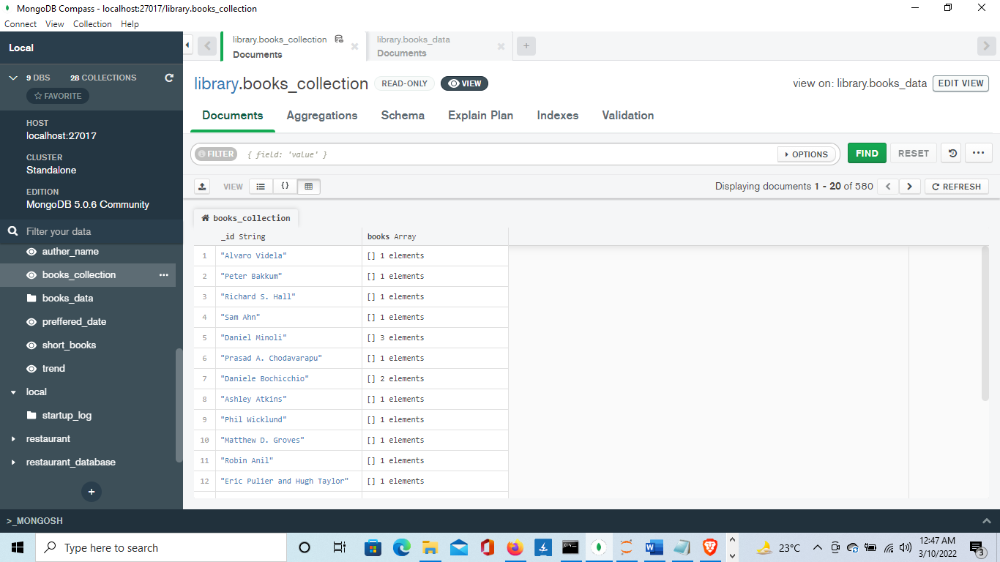 MongoDB Compass - localhost:27017/library.books_collection
Connect View Collection Help
Local
9 DBS 28 COLLECTIONS
FAVORITE
HOST
localhost:27017
CLUSTER
Standalone
EDITION
MongoDB 5.0.6 Community
Filter your data
auther_name
books_collection
books_data
preffered_date
short_books
trend
local
startup_log
restaurant
restaurant_database
+
library.books_collection
Documents
library.books_data
Documents
+
library.books_collection READ-ONLY VIEW
view on: library.books_data EDIT VIEW
Documents Aggregations Schema Explain Plan Indexes Validation
FILTER { field: 'value' } OPTIONS FIND RESET
VIEW {} Displaying documents 1 - 20 of 580 REFRESH
books_collection
_id String books Array
1 "Alvaro Videla" [] 1 elements
2 "Peter Bakkum" [] 1 elements
3 "Richard S. Hall" [] 1 elements
4 "Sam Ahn" [] 1 elements
5 "Daniel Minoli" [] 3 elements
6 "Prasad A. Chodavarapu" [] 1 elements
7 "Daniele Bochicchio" [] 2 elements
8 "Ashley Atkins" [] 1 elements
9 "Phil Wicklund" [] 1 elements
10 "Matthew D. Groves" [] 1 elements
11 "Robin Anil" [] 1 elements
12 "Eric Pulier and Hugh Taylor" [] 1 elements
>_MONGOSH
Type here to search
23°C
12:47 AM
3/10/2022
3